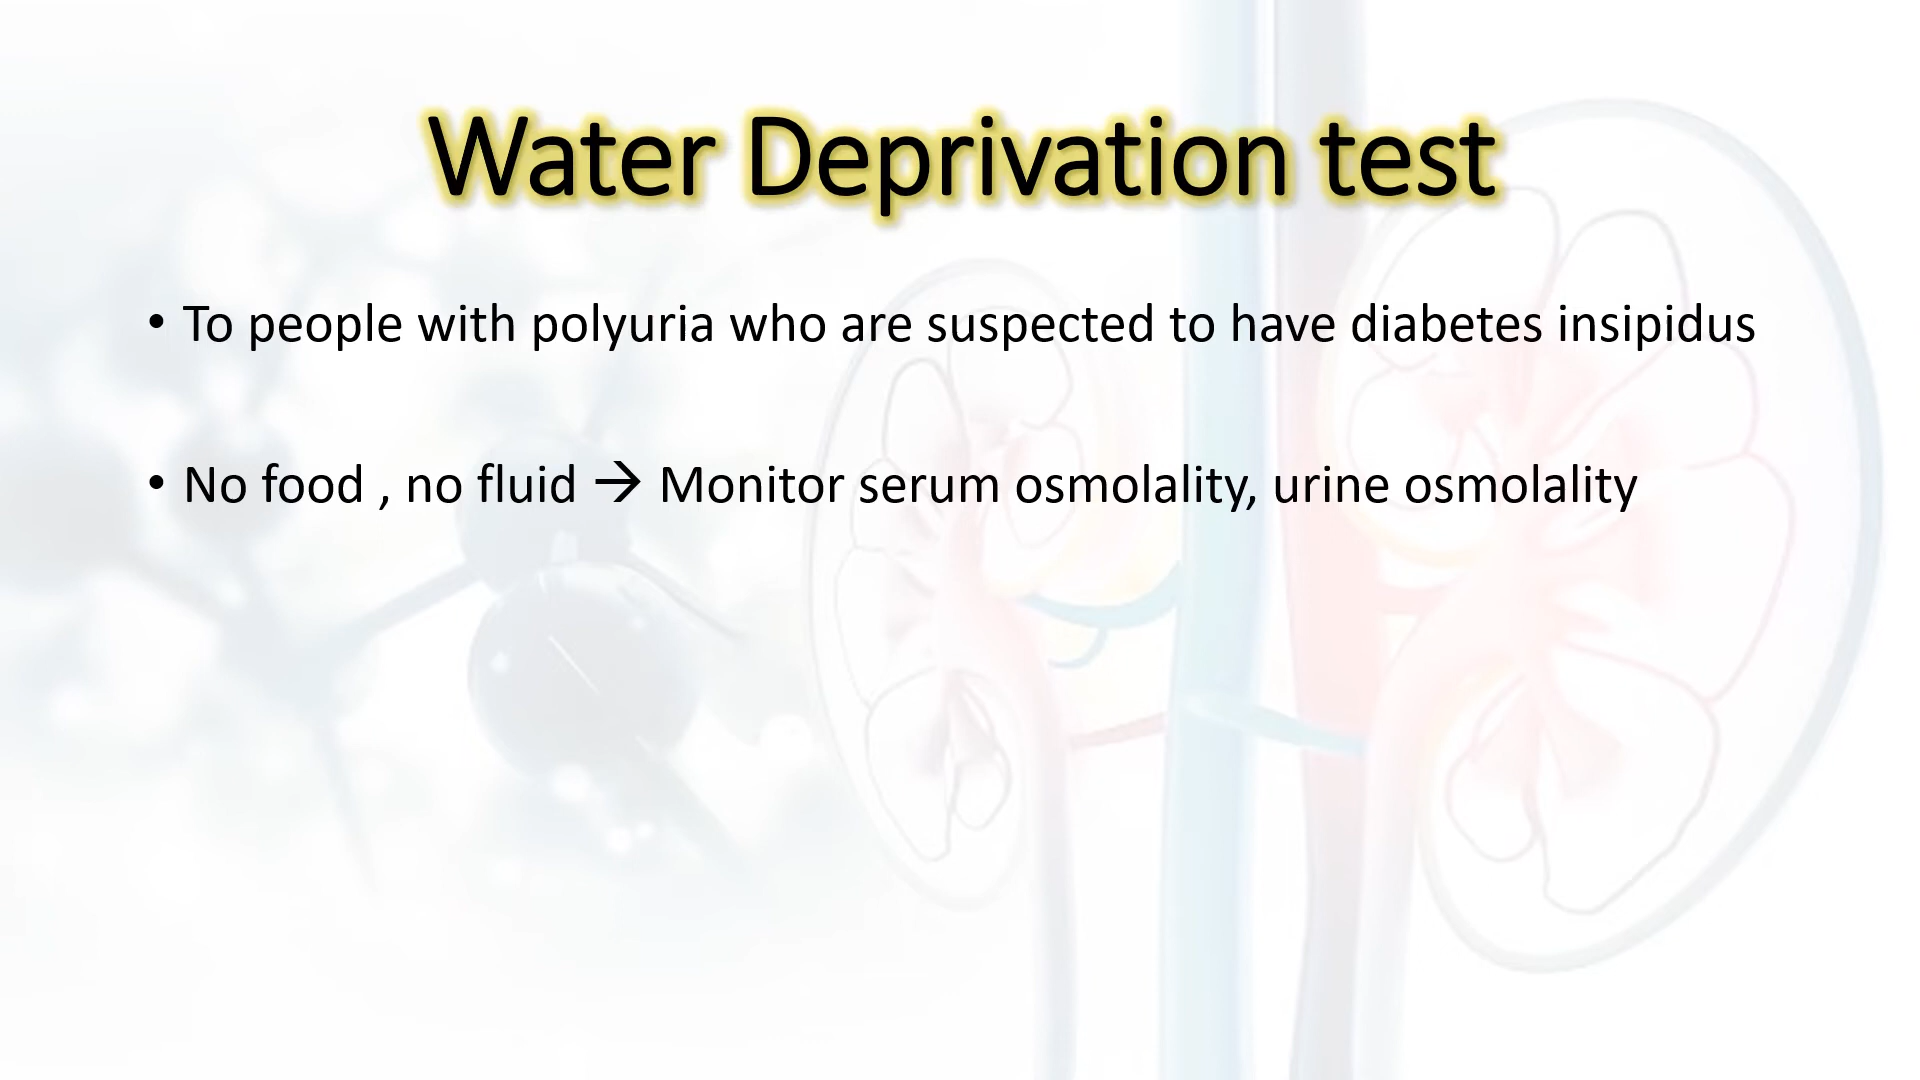 Water Deprivation test
• To people with polyuria who are suspected to have diabetes insipidus
• No food , no fluid → Monitor serum osmolality, urine osmolality